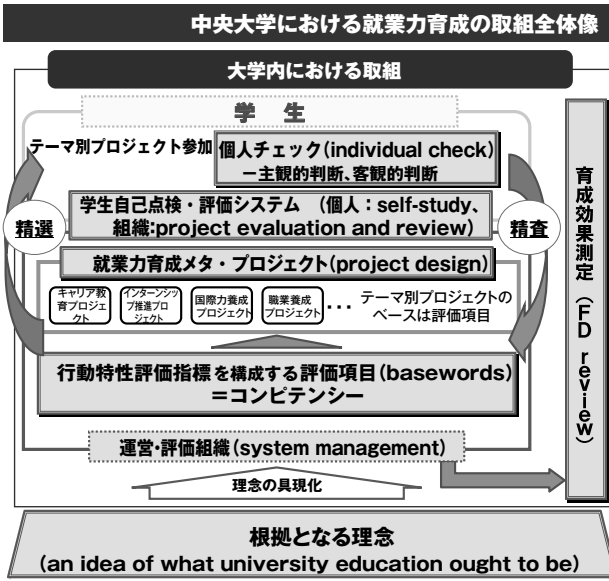 中央大学における就業力育成の取組全体像
大学内における取組
学　生
テーマ別プロジェクト参加
個人チェック(individual check)
－主観的判断、客観的判断
学生自己点検・評価システム　(個人：self-study、
組織:project evaluation and review)
精選
精査
就業力育成メタ・プロジェクト(project design)
キャリア教
育プロジェ
クト
インターンシッ
プ推進プロ
ジェクト
国際力養成
プロジェクト
職業養成
プロジェクト
･･･
テーマ別プロジェクトの
ベースは評価項目
行動特性評価指標を構成する評価項目(basewords)
＝コンピテンシー
運営･評価組織(system management)
理念の具現化
育成効果測定（FD review）
根拠となる理念
(an idea of what university education ought to be)